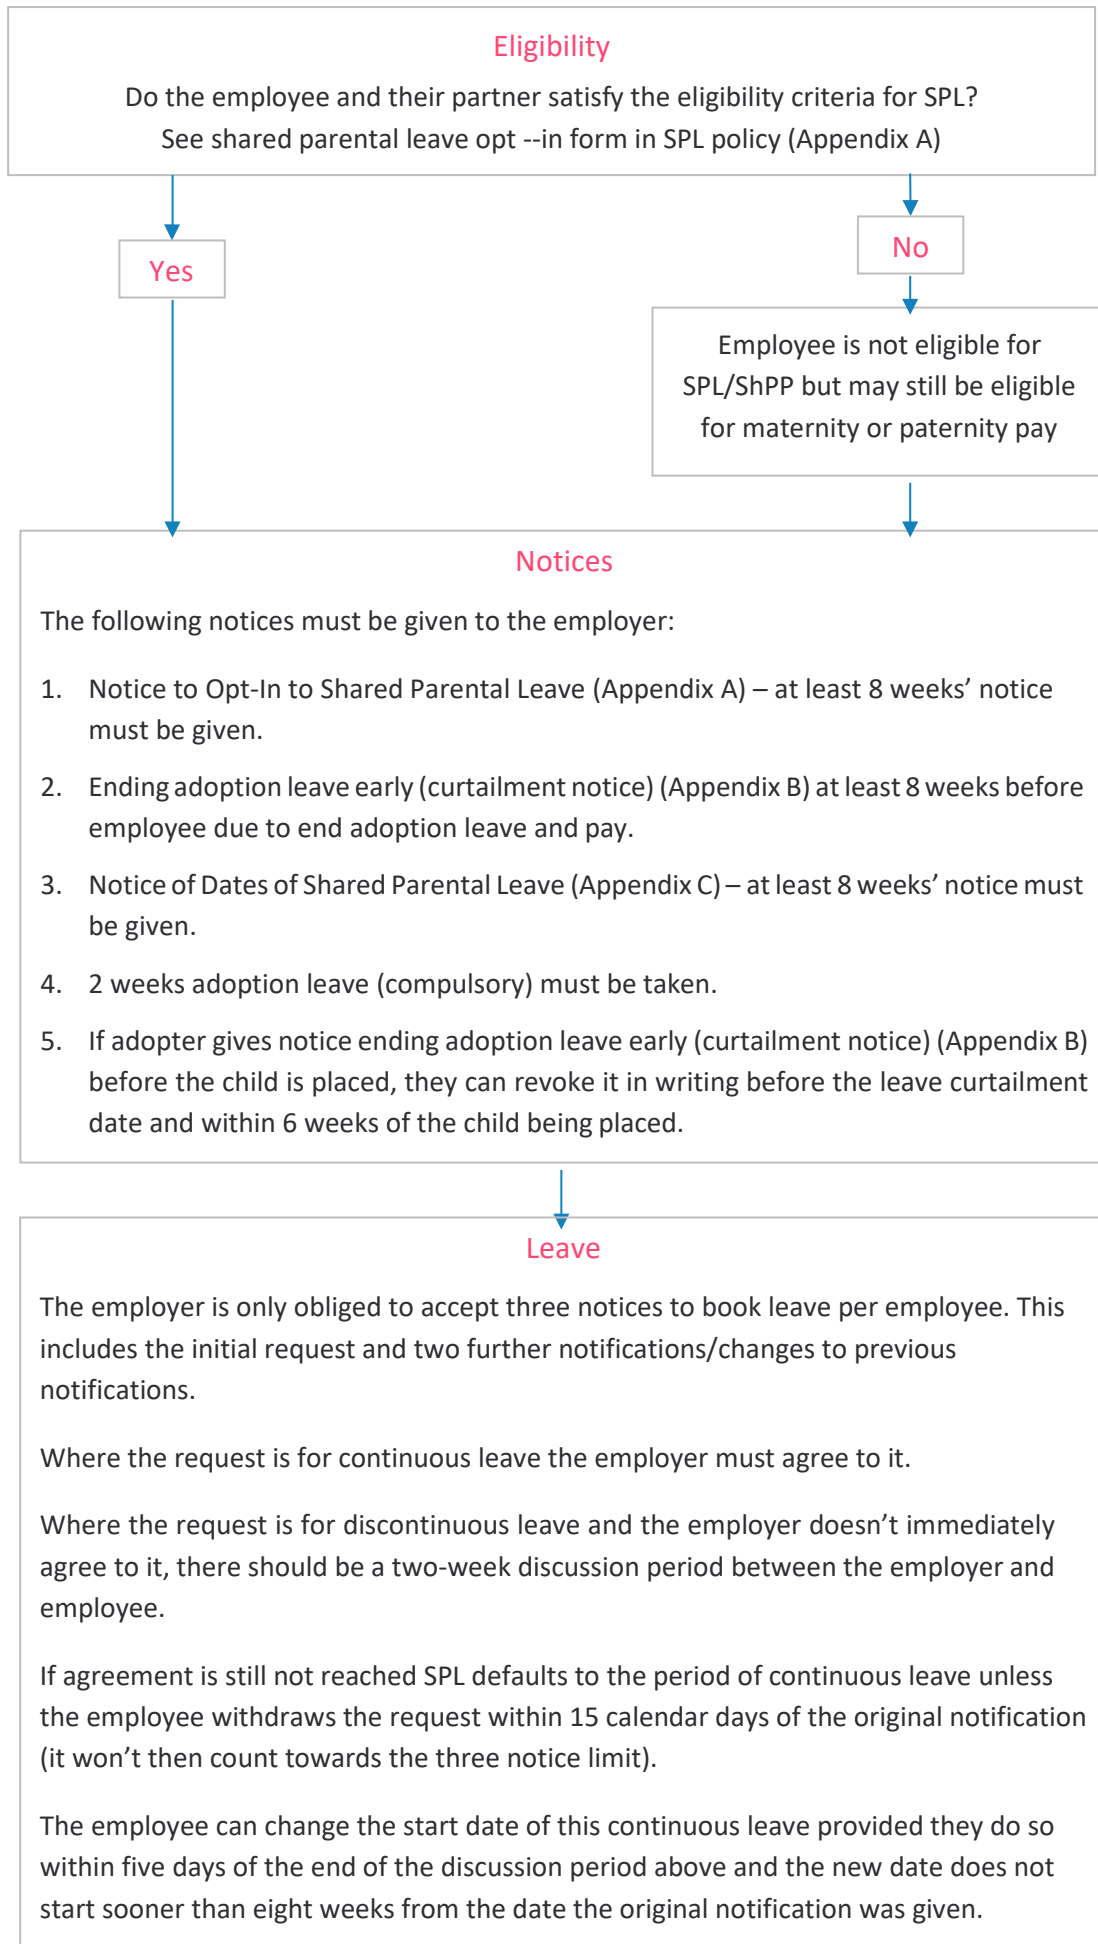 Eligibility
Do the employee and their partner satisfy the eligibility criteria for SPL?
See shared parental leave opt --in form in SPL policy (Appendix A)
Yes
No
Employee is not eligible for
SPL/ShPP but may still be eligible
for maternity or paternity pay
Notices
The following notices must be given to the employer:
1. Notice to Opt-In to Shared Parental Leave (Appendix A) – at least 8 weeks’ notice
must be given.
2. Ending adoption leave early (curtailment notice) (Appendix B) at least 8 weeks before
employee due to end adoption leave and pay.
3. Notice of Dates of Shared Parental Leave (Appendix C) – at least 8 weeks’ notice must
be given.
4. 2 weeks adoption leave (compulsory) must be taken.
5. If adopter gives notice ending adoption leave early (curtailment notice) (Appendix B)
before the child is placed, they can revoke it in writing before the leave curtailment
date and within 6 weeks of the child being placed.
Leave
The employer is only obliged to accept three notices to book leave per employee. This
includes the initial request and two further notifications/changes to previous
notifications.
Where the request is for continuous leave the employer must agree to it.
Where the request is for discontinuous leave and the employer doesn’t immediately
agree to it, there should be a two-week discussion period between the employer and
employee.
If agreement is still not reached SPL defaults to the period of continuous leave unless
the employee withdraws the request within 15 calendar days of the original notification
(it won’t then count towards the three notice limit).
The employee can change the start date of this continuous leave provided they do so
within five days of the end of the discussion period above and the new date does not
start sooner than eight weeks from the date the original notification was given.